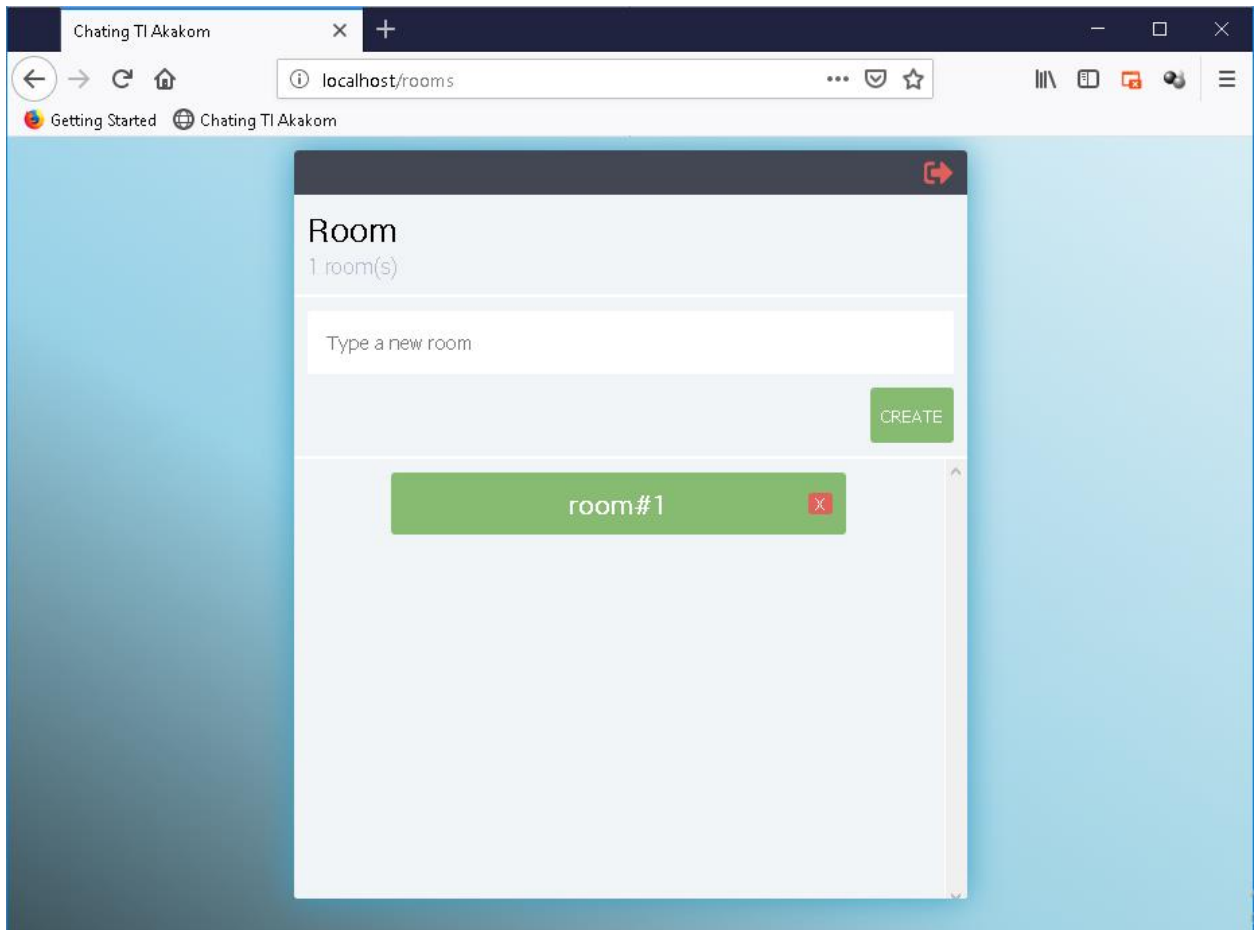 Chating TI Akakom
localhost/rooms
Getting Started Chating TI Akakom
Room
1 room(s)
Type a new room
CREATE
room#1 X